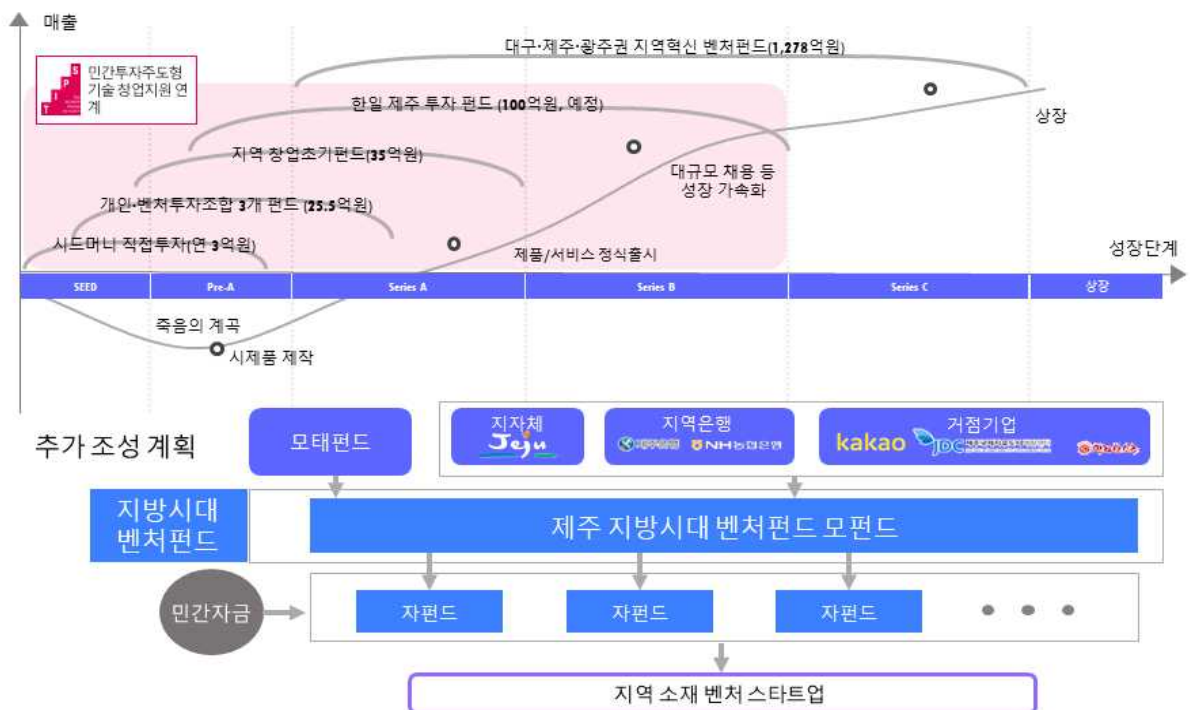 매출
대구·제주·광주권 지역혁신 벤처펀드(1,278억원)
TIPS
민간투자주도형
기술 창업지원 연
계
한일 제주 투자 펀드 (100억원, 예정)
상장
지역 창업초기펀드(35억원)
대규모 채용 등
성장 가속화
개인·벤처투자조합 3개 펀드 (25.5억원)
시드머니 직접투자(연 3억원)
제품/서비스 정식출시
성장단계
SEED
Pre-A
Series A
Series B
Series C
상장
죽음의 계곡
시제품 제작
추가 조성 계획
모태펀드
지자체
Jeju
지역은행
제주은행
NH농협은행
거점기업
kakao
JDC
지방시대
벤처펀드
제주 지방시대 벤처펀드 모펀드
민간자금
자펀드
자펀드
자펀드
지역 소재 벤처 스타트업